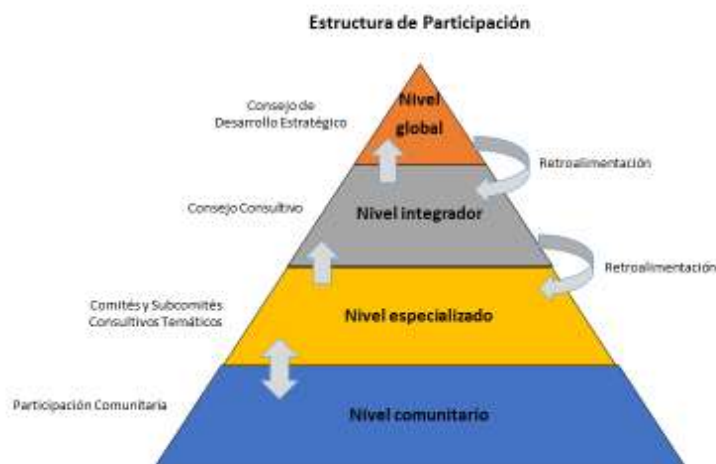 Estructura de Participación
Nivel
global
Consejo de
Desarrollo Estratégico
Retroalimentación
Consejo Consultivo
Nivel integrador
Retroalimentación
Comités y Subcomités
Consultivos Temáticos
Nivel especializado
Participación Comunitaria
Nivel comunitario